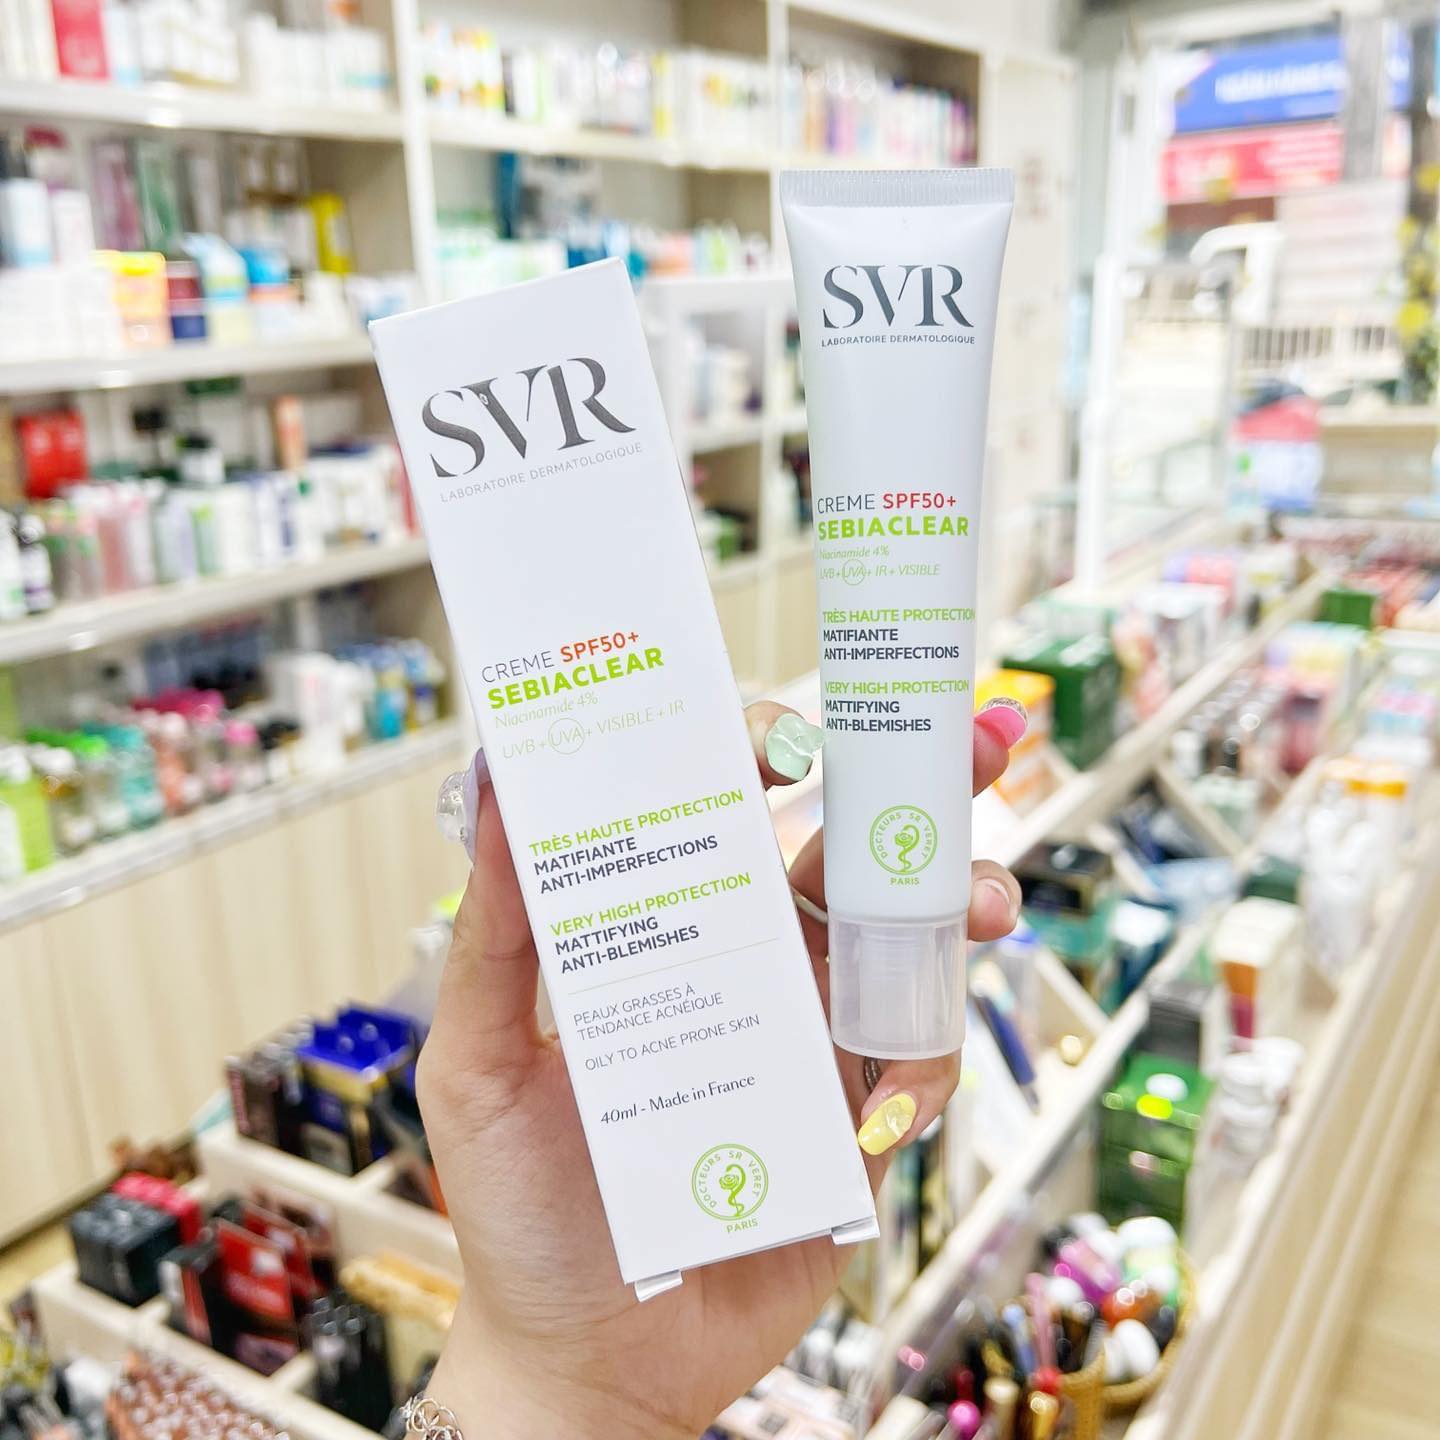 SVR
LABORATOIRE DERMATOLOGIQUE
CREME SPF50+
SEBIACLEAR
Niacinamide 4%
UVB + UVA + VISIBLE + IR
TRÈS HAUTE PROTECTION
MATIFIANTE
ANTI-IMPERFECTIONS
VERY HIGH PROTECTION
MATTIFYING
ANTI-BLEMISHES
PEAUX GRASSES À
TENDANCE ACNÉIQUE
OILY TO ACNE PRONE SKIN
40ml - Made in France
DOCTEURS SR VERET
PARIS
SVR
LABORATOIRE DERMATOLOGIQUE
CREME SPF50+
SEBIACLEAR
Niacinamide 4%
UVB + UVA + IR + VISIBLE
TRÈS HAUTE PROTECTION
MATIFIANTE
ANTI-IMPERFECTIONS
VERY HIGH PROTECTION
MATTIFYING
ANTI-BLEMISHES
DOCTEURS SR VERET
PARIS